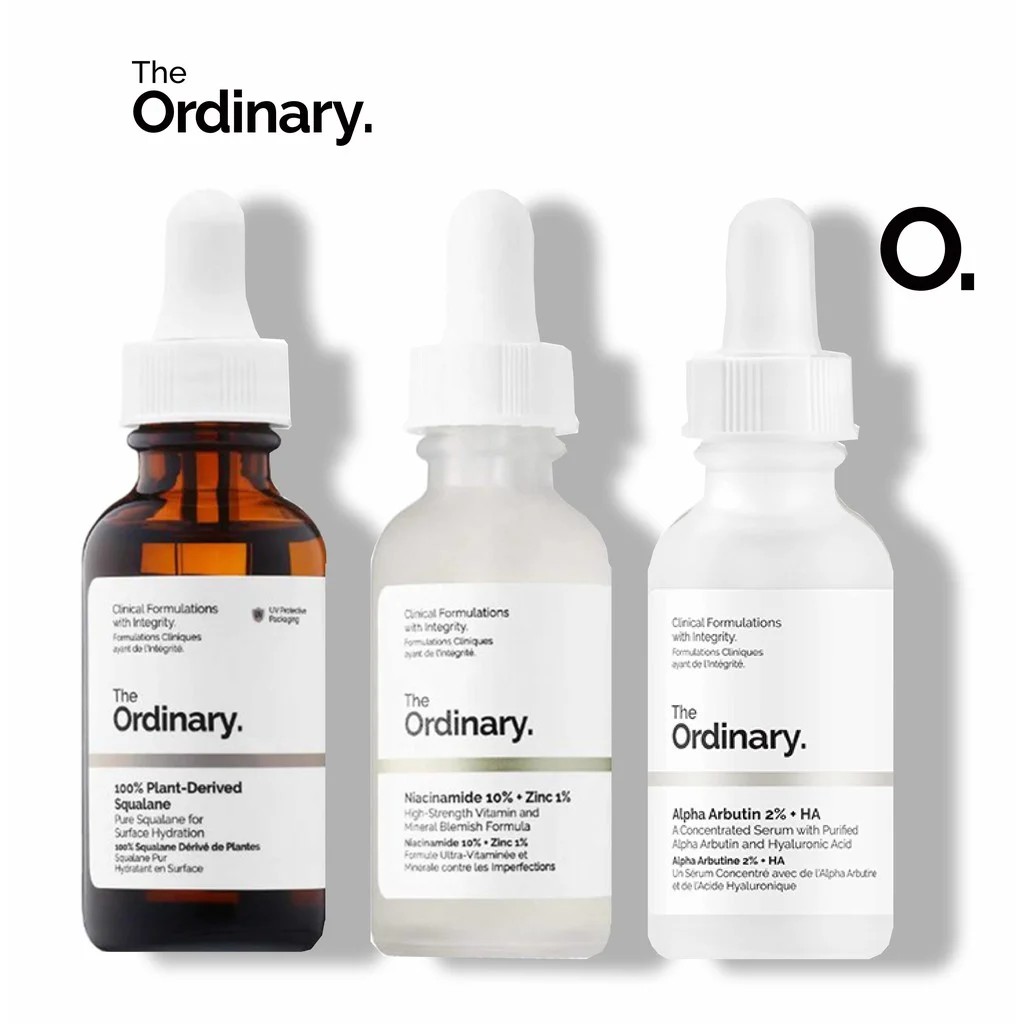 The
Ordinary.
O.
Clinical Formulations
with Integrity.
Formulations Cliniques
ayant de l'Intégrité.
UV Protective
Packaging
The
Ordinary.
100% Plant-Derived
Squalane
Pure Squalane for
Surface Hydration
100% Squalane Dérivé de Plantes
Squalane Pur
Hydratant en Surface
Clinical Formulations
with Integrity.
Formulations Cliniques
ayant de l'Intégrité.
The
Ordinary.
Niacinamide 10% + Zinc 1%
High-Strength Vitamin and
Mineral Blemish Formula
Niacinamide 10% + Zinc 1%
Formule Ultra-Vitaminée et
Minérale contre les Imperfections
Clinical Formulations
with Integrity.
Formulations Cliniques
ayant de l'Intégrité.
The
Ordinary.
Alpha Arbutin 2% + HA
A Concentrated Serum with Purified
Alpha Arbutin and Hyaluronic Acid
Alpha Arbutine 2% + HA
Un Sérum Concentré avec de l'Alpha Arbutine
et de l'Acide Hyaluronique